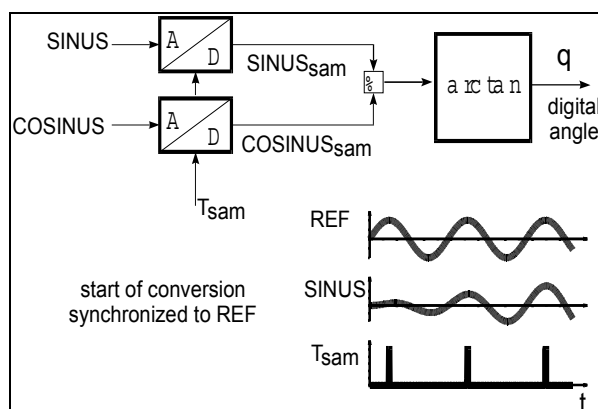 SINUS
A
D
SINUSsam
COSINUS
A
D
COSINUSsam
%
arctan
q
digital
angle
Tsam
REF
start of conversion
synchronized to REF
SINUS
Tsam
t